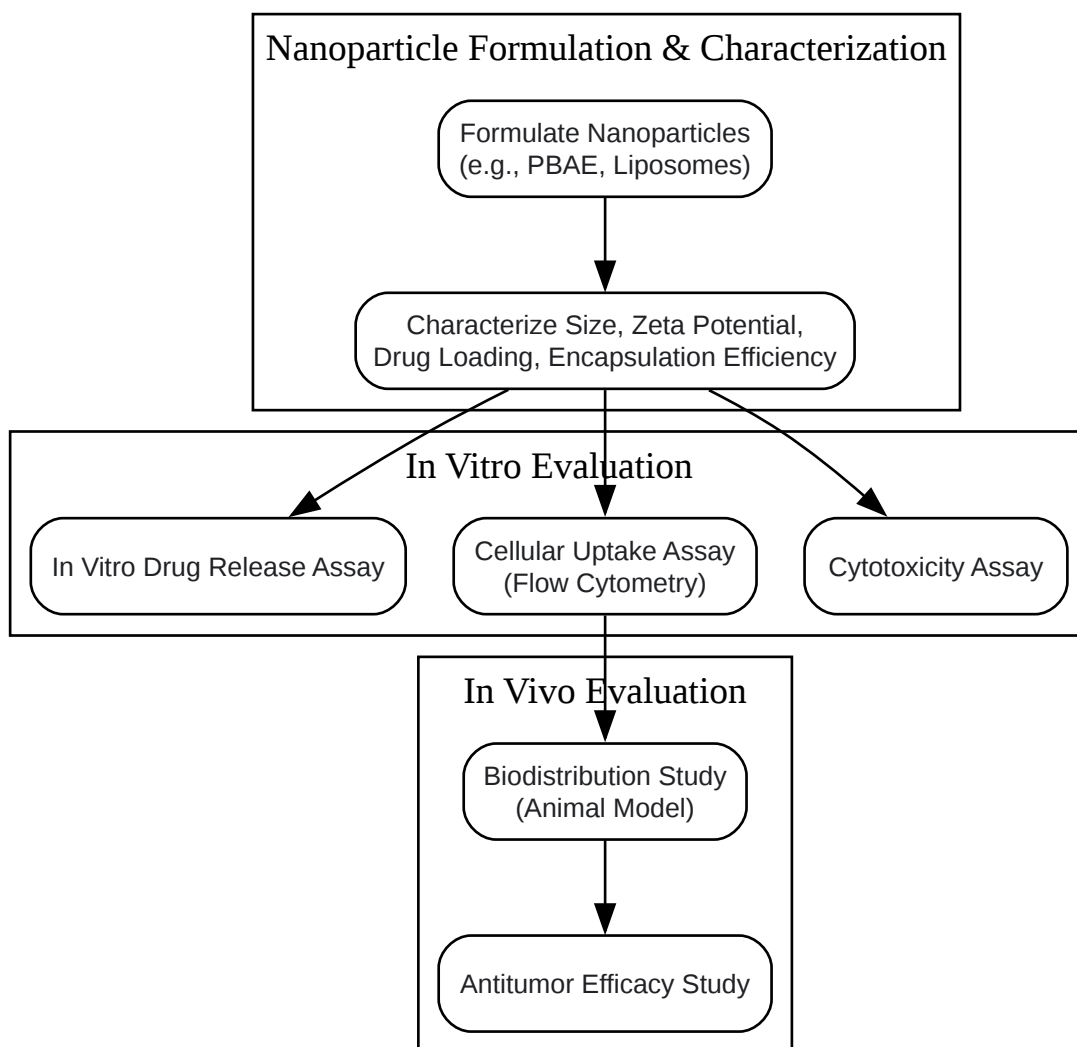 Nanoparticle Formulation & Characterization
Formulate Nanoparticles
(e.g., PBAE, Liposomes)
Characterize Size, Zeta Potential,
Drug Loading, Encapsulation Efficiency
In Vitro Evaluation
In Vitro Drug Release Assay
Cellular Uptake Assay
(Flow Cytometry)
Cytotoxicity Assay
In Vivo Evaluation
Biodistribution Study
(Animal Model)
Antitumor Efficacy Study